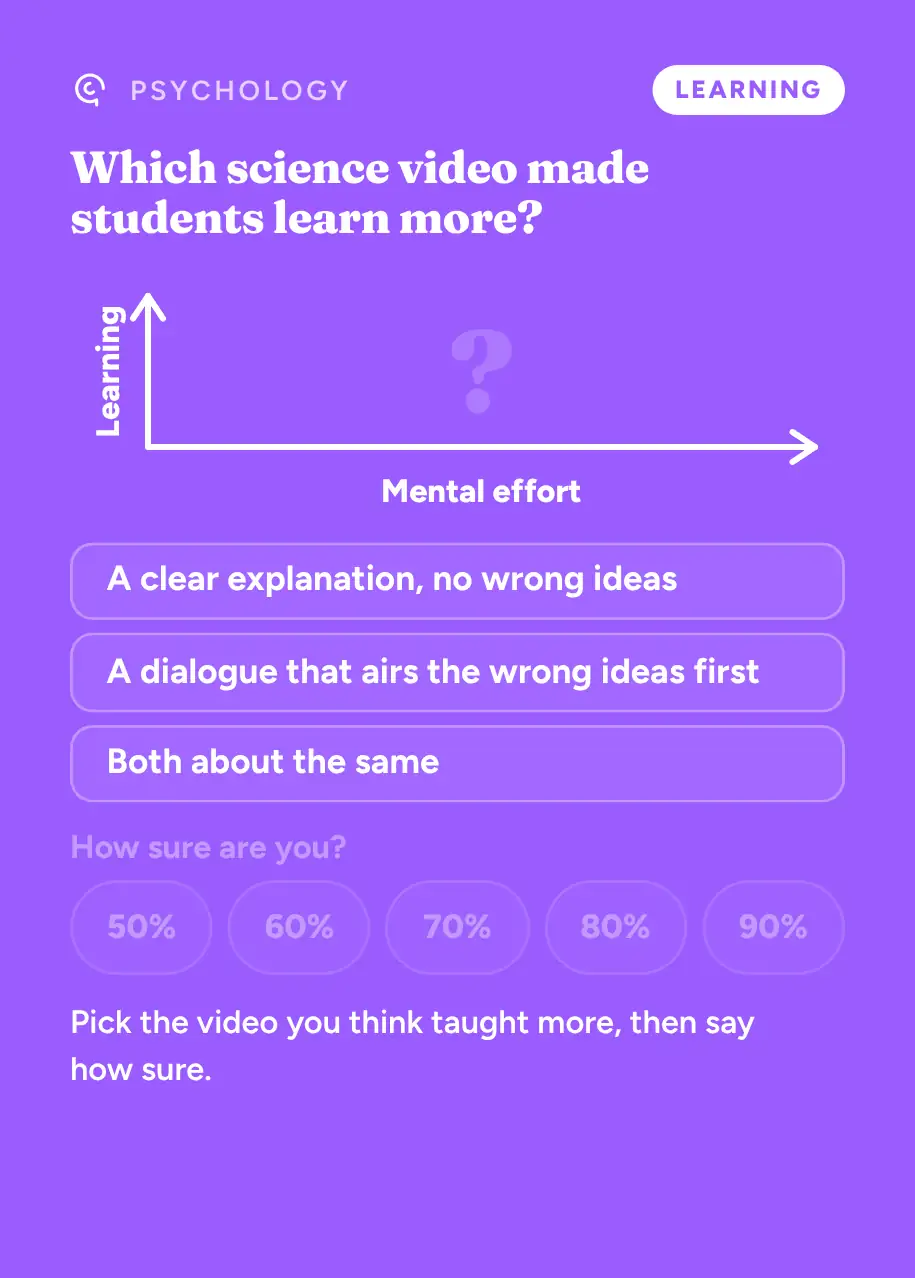 PSYCHOLOGY
LEARNING
Which science video made
students learn more?
Learning
?
Mental effort
A clear explanation, no wrong ideas
A dialogue that airs the wrong ideas first
Both about the same
How sure are you?
50% 60% 70% 80% 90%
Pick the video you think taught more, then say
how sure.